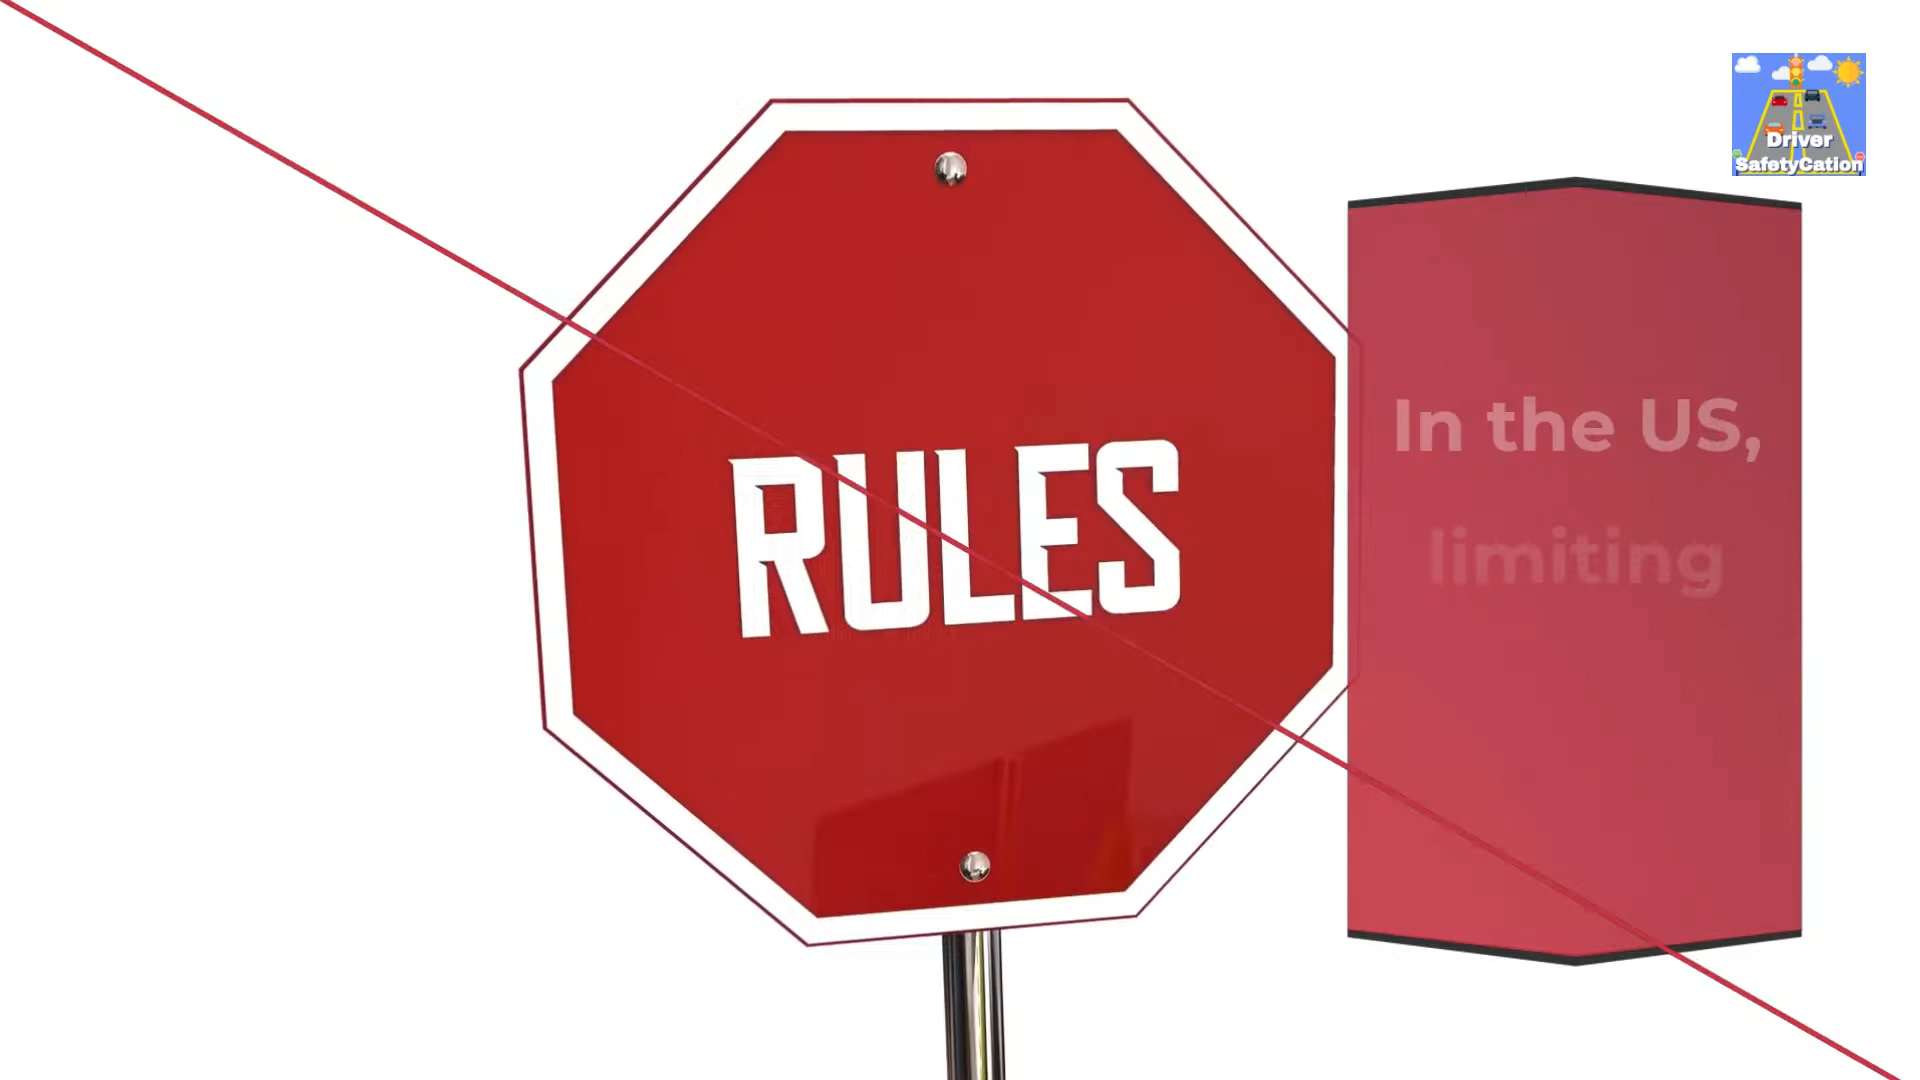 Driver
SafetyCation
RULES
In the US,
limiting